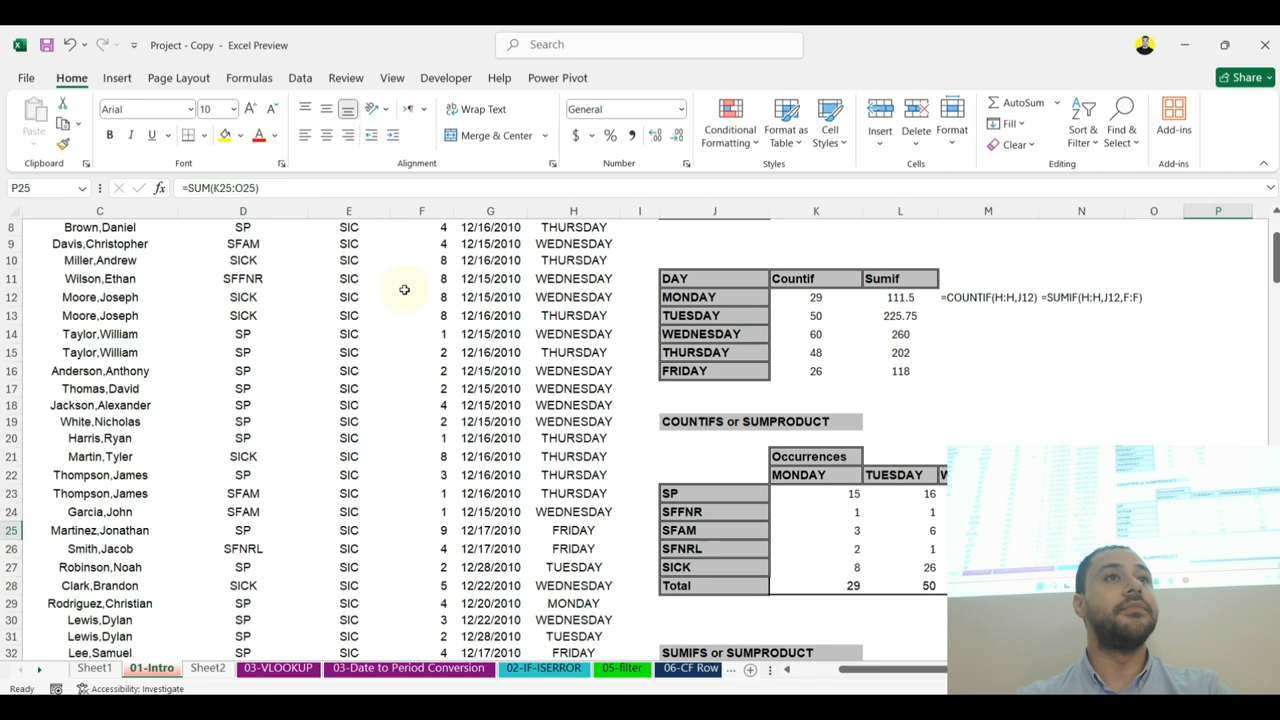 Project - Copy - Excel Preview
Search
File Home Insert Page Layout Formulas Data Review View Developer Help Power Pivot Share
Paste
Arial 10
B I U
Wrap Text
Merge & Center
General
Conditional Formatting
Format as Table
Cell Styles
Insert Delete Format
AutoSum
Fill
Clear
Sort & Filter
Find & Select
Add-ins
Clipboard Font Alignment Number Styles Cells Editing Add-ins
P25 fx =SUM(K25:O25)
C D E F G H I J K L M N O P
8 Brown,Daniel SP SIC 4 12/16/2010 THURSDAY
9 Davis,Christopher SFAM SIC 4 12/15/2010 WEDNESDAY
10 Miller,Andrew SICK SIC 8 12/16/2010 THURSDAY
11 Wilson,Ethan SFFNR SIC 8 12/15/2010 WEDNESDAY DAY Countif Sumif
12 Moore,Joseph SICK SIC 8 12/15/2010 WEDNESDAY MONDAY 29 111.5 =COUNTIF(H:H,J12) =SUMIF(H:H,J12,F:F)
13 Moore,Joseph SICK SIC 8 12/16/2010 THURSDAY TUESDAY 50 225.75
14 Taylor,William SP SIC 1 12/15/2010 WEDNESDAY WEDNESDAY 60 260
15 Taylor,William SP SIC 2 12/16/2010 THURSDAY THURSDAY 48 202
16 Anderson,Anthony SP SIC 2 12/15/2010 WEDNESDAY FRIDAY 26 118
17 Thomas,David SP SIC 2 12/15/2010 WEDNESDAY
18 Jackson,Alexander SP SIC 4 12/15/2010 WEDNESDAY
19 White,Nicholas SP SIC 2 12/15/2010 WEDNESDAY COUNTIFS or SUMPRODUCT
20 Harris,Ryan SP SIC 1 12/16/2010 THURSDAY
21 Martin,Tyler SP SIC 8 12/16/2010 THURSDAY Occurrences
22 Thompson,James SP SIC 3 12/16/2010 THURSDAY MONDAY TUESDAY W
23 Thompson,James SFAM SIC 1 12/16/2010 THURSDAY SP 15 16
24 Garcia,John SFAM SIC 1 12/15/2010 WEDNESDAY SFFNR 1 1
25 Martinez,Jonathan SP SIC 9 12/17/2010 FRIDAY SFAM 3 6
26 Smith,Jacob SFNRL SIC 4 12/17/2010 FRIDAY SFNRL 2 1
27 Robinson,Noah SP SIC 2 12/28/2010 TUESDAY SICK 8 26
28 Clark,Brandon SICK SIC 5 12/22/2010 WEDNESDAY Total 29 50
29 Rodriguez,Christian SP SIC 4 12/20/2010 MONDAY
30 Lewis,Dylan SP SIC 3 12/22/2010 WEDNESDAY
31 Lewis,Dylan SP SIC 2 12/28/2010 TUESDAY
32 Lee,Samuel SP SIC 4 12/17/2010 FRIDAY SUMIFS or SUMPRODUCT
Sheet1 01-Intro Sheet2 03-VLOOKUP 03-Date to Period Conversion 02-IF-ISERROR 05-filter 06-CF Row ...
Ready Accessibility: Investigate